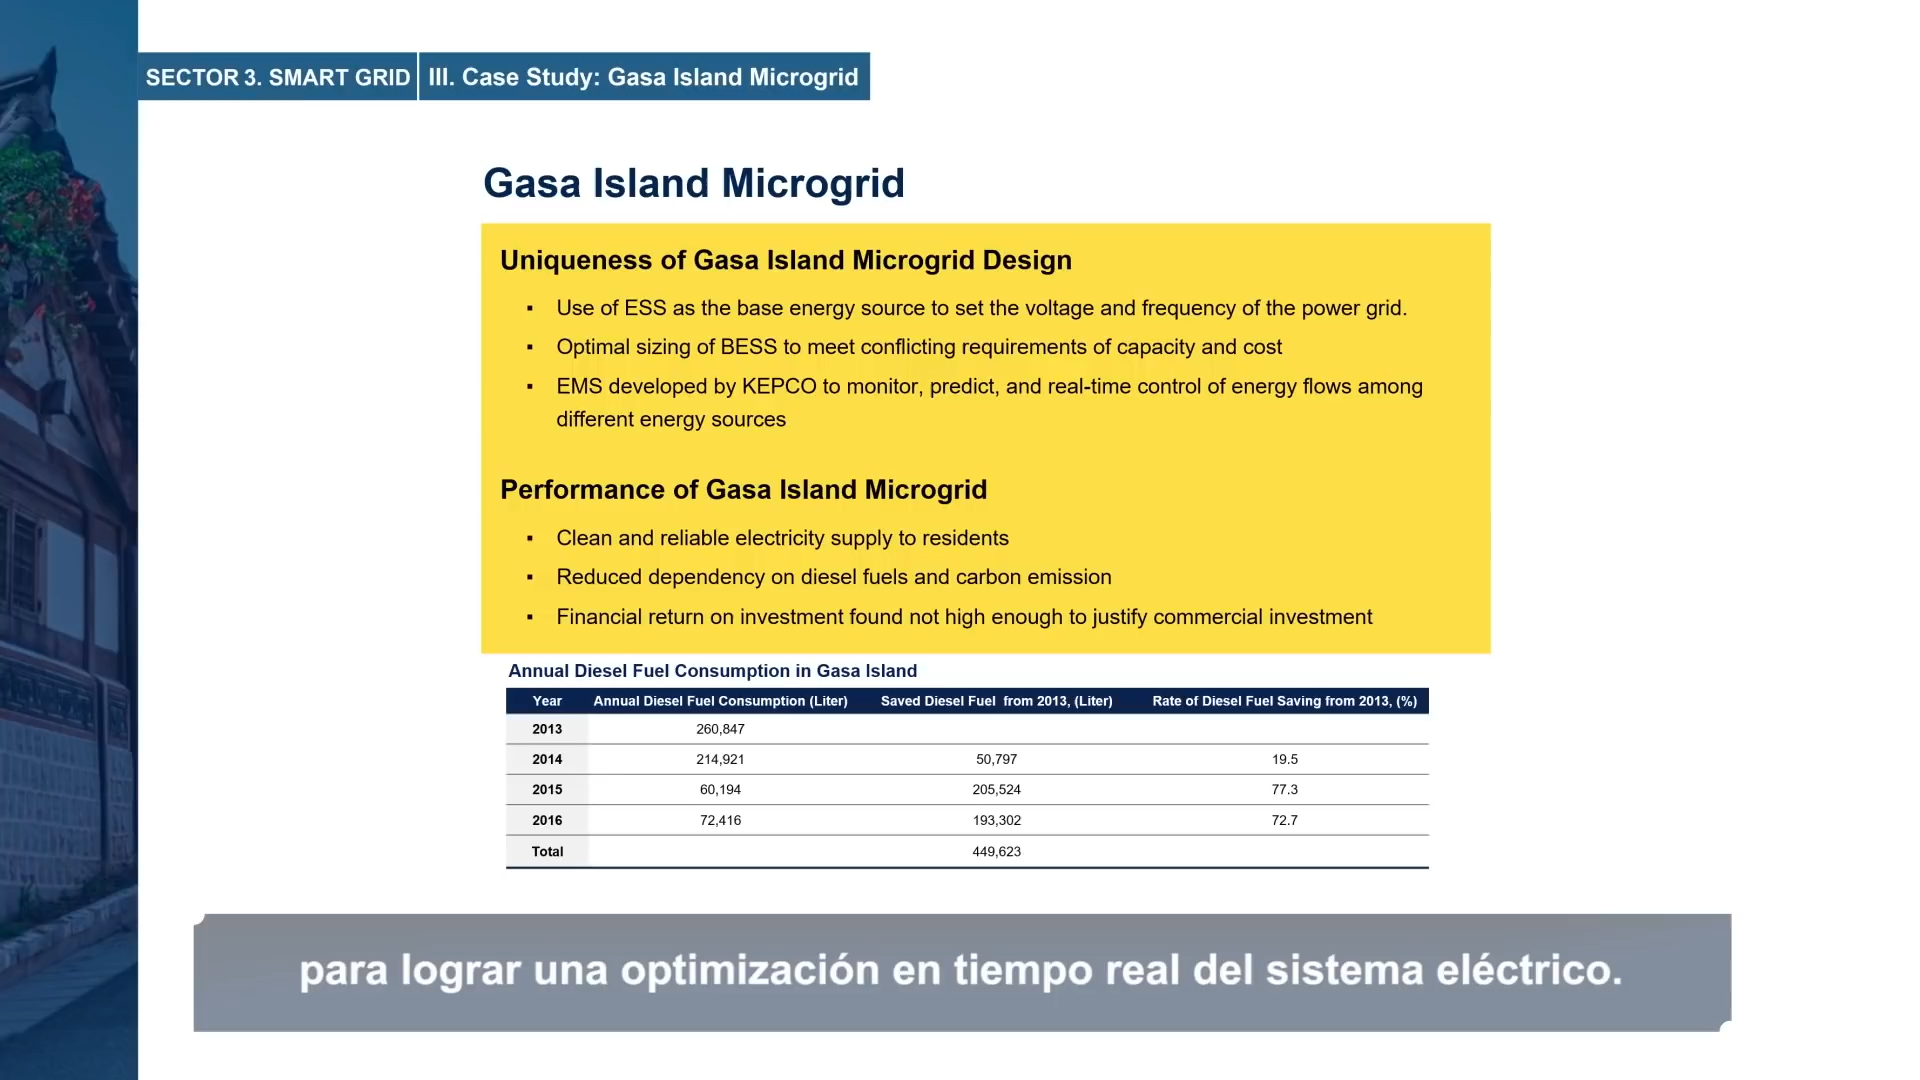 SECTOR 3. SMART GRID III. Case Study: Gasa Island Microgrid
Gasa Island Microgrid
Uniqueness of Gasa Island Microgrid Design
▪ Use of ESS as the base energy source to set the voltage and frequency of the power grid.
▪ Optimal sizing of BESS to meet conflicting requirements of capacity and cost
▪ EMS developed by KEPCO to monitor, predict, and real-time control of energy flows among
different energy sources
Performance of Gasa Island Microgrid
▪ Clean and reliable electricity supply to residents
▪ Reduced dependency on diesel fuels and carbon emission
▪ Financial return on investment found not high enough to justify commercial investment
Annual Diesel Fuel Consumption in Gasa Island
Year Annual Diesel Fuel Consumption (Liter) Saved Diesel Fuel from 2013, (Liter) Rate of Diesel Fuel Saving from 2013, (%)
2013 260,847
2014 214,921 50,797 19.5
2015 60,194 205,524 77.3
2016 72,416 193,302 72.7
Total 449,623
para lograr una optimización en tiempo real del sistema eléctrico.